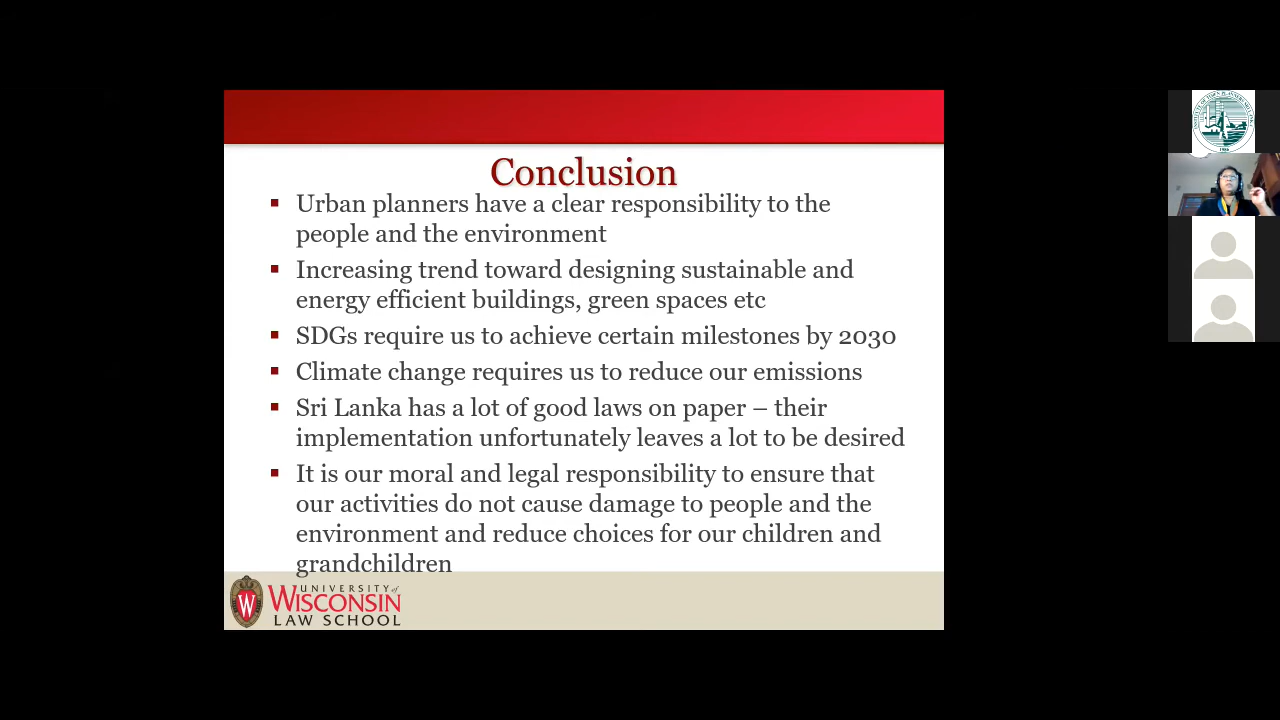 Conclusion
Urban planners have a clear responsibility to the
people and the environment
Increasing trend toward designing sustainable and
energy efficient buildings, green spaces etc
SDGs require us to achieve certain milestones by 2030
Climate change requires us to reduce our emissions
Sri Lanka has a lot of good laws on paper – their
implementation unfortunately leaves a lot to be desired
It is our moral and legal responsibility to ensure that
our activities do not cause damage to people and the
environment and reduce choices for our children and
grandchildren
UNIVERSITY of
WISCONSIN
LAW SCHOOL
W